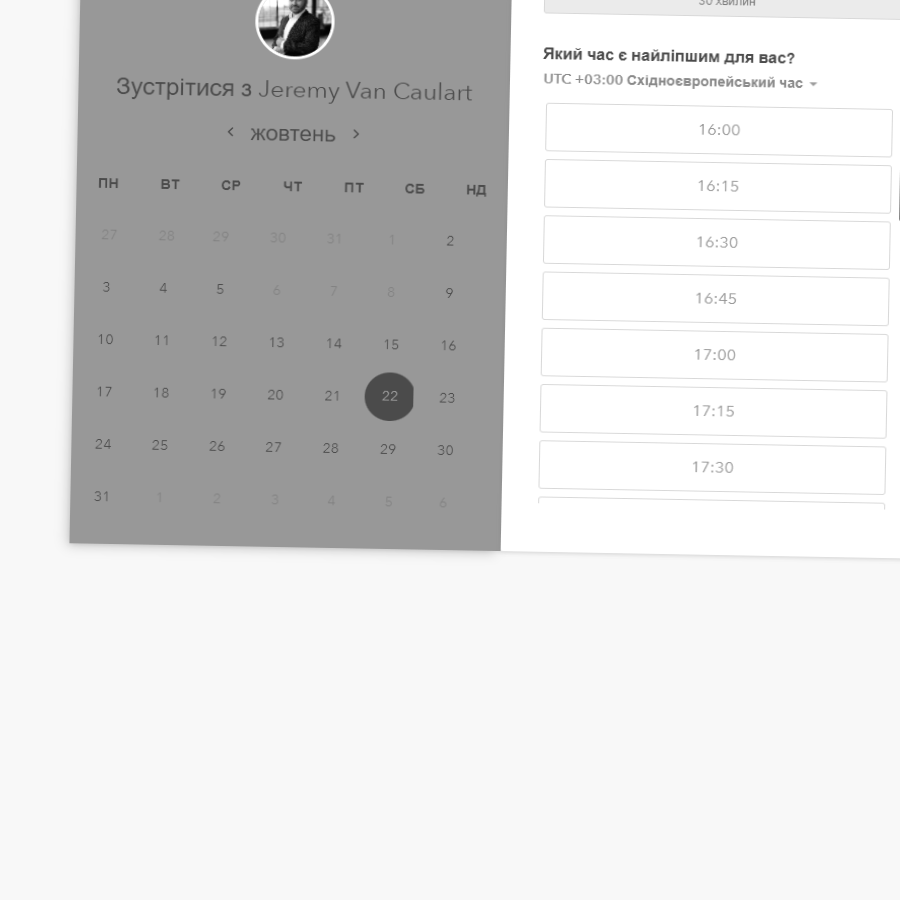 Зустрітися з Jeremy Van Caulart
жовтень
ПН ВТ СР ЧТ ПТ СБ НД
27 28 29 30 31 1 2
3 4 5 6 7 8 9
10 11 12 13 14 15 16
17 18 19 20 21 22 23
24 25 26 27 28 29 30
31 1 2 3 4 5 6
30 хвилин
Який час є найліпшим для вас?
UTC +03:00 Східноєвропейський час
16:00
16:15
16:30
16:45
17:00
17:15
17:30